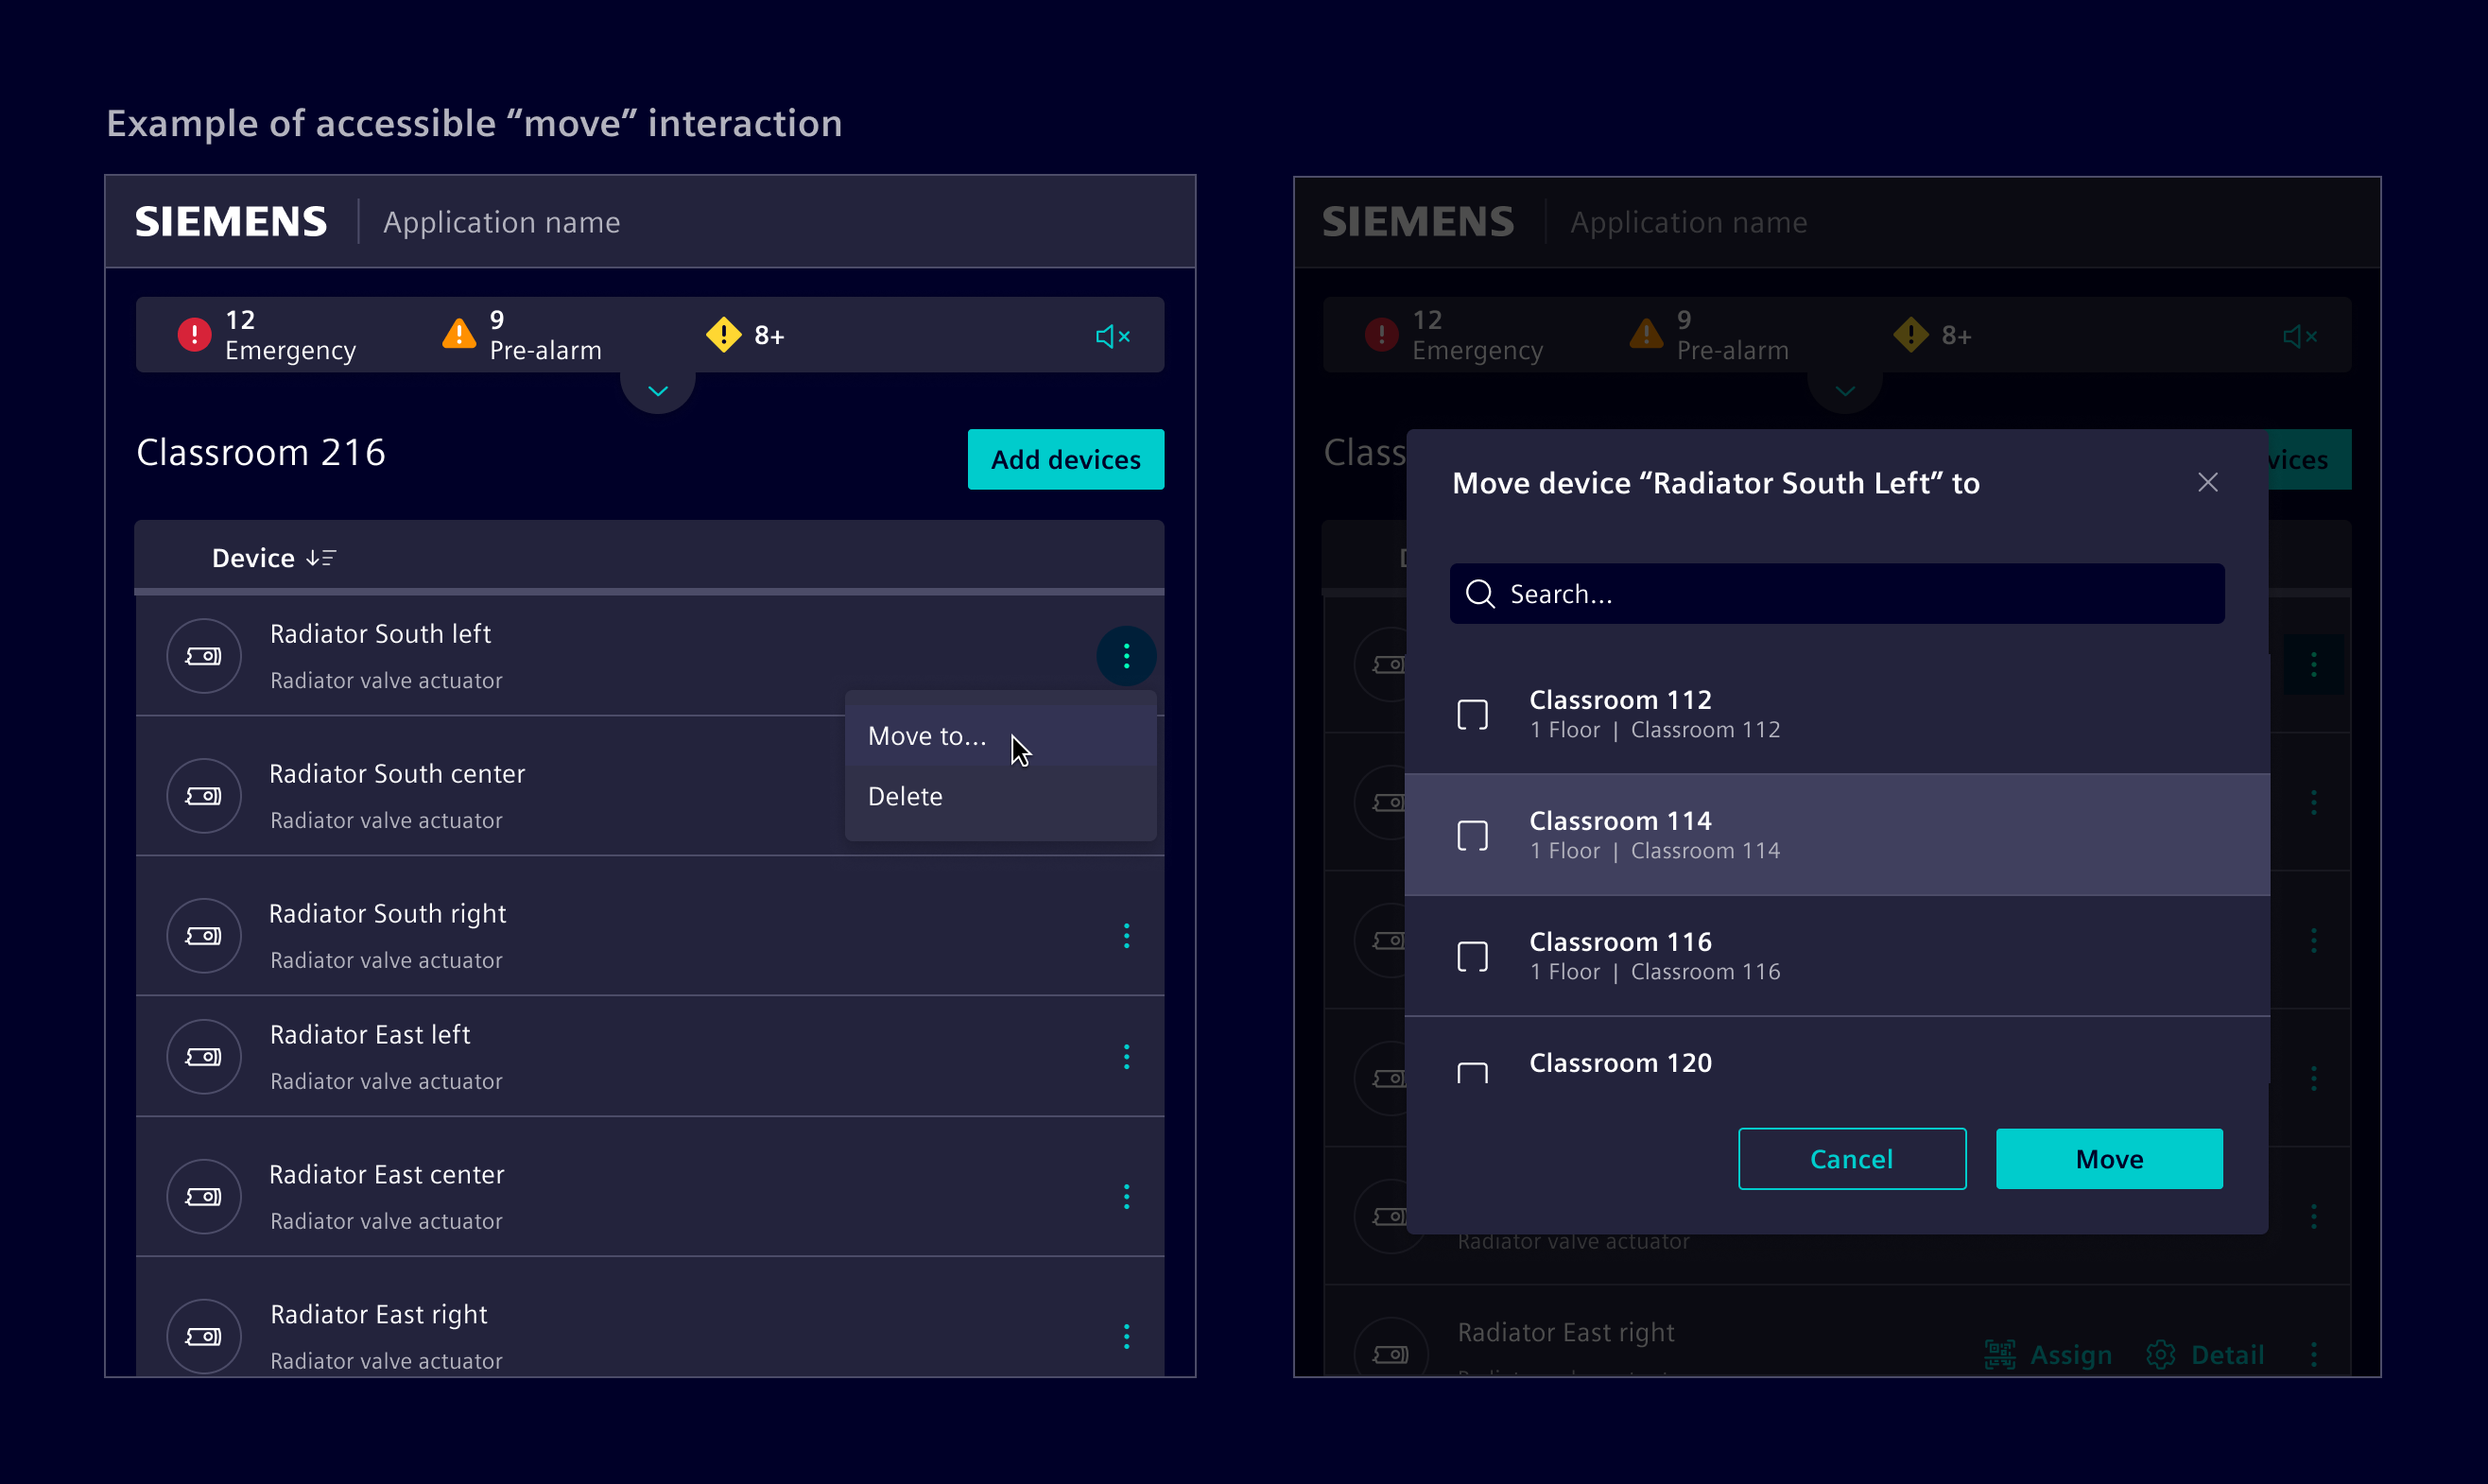 Example of accessible “move” interaction
SIEMENS Application name
12
Emergency
9
Pre-alarm
8+
Classroom 216
Add devices
Device
Radiator South left
Radiator valve actuator
Move to...
Delete
Radiator South center
Radiator valve actuator
Radiator South right
Radiator valve actuator
Radiator East left
Radiator valve actuator
Radiator East center
Radiator valve actuator
Radiator East right
Radiator valve actuator
SIEMENS Application name
12
Emergency
9
Pre-alarm
8+
Class
vices
Move device “Radiator South Left” to
Search...
Classroom 112
1 Floor | Classroom 112
Classroom 114
1 Floor | Classroom 114
Classroom 116
1 Floor | Classroom 116
Classroom 120
Cancel
Move
Radiator valve actuator
Radiator East right
Assign
Detail